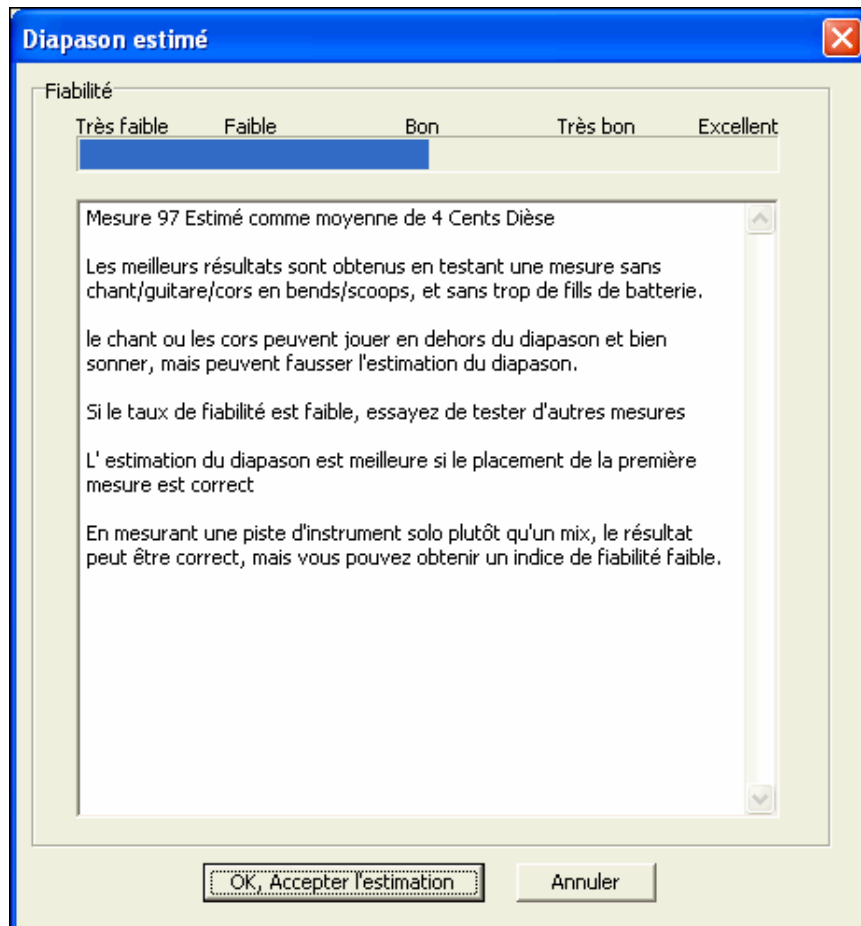 Diapason estimé
Fiabilité
Très faible Faible Bon Très bon Excellent
Mesure 97 Estimé comme moyenne de 4 Cents Dièse
Les meilleurs résultats sont obtenus en testant une mesure sans
chant/guitare/cors en bends/scoops, et sans trop de fills de batterie.
le chant ou les cors peuvent jouer en dehors du diapason et bien
sonner, mais peuvent fausser l'estimation du diapason.
Si le taux de fiabilité est faible, essayez de tester d'autres mesures
L' estimation du diapason est meilleure si le placement de la première
mesure est correct
En mesurant une piste d'instrument solo plutôt qu'un mix, le résultat
peut être correct, mais vous pouvez obtenir un indice de fiabilité faible.
OK, Accepter l'estimation Annuler